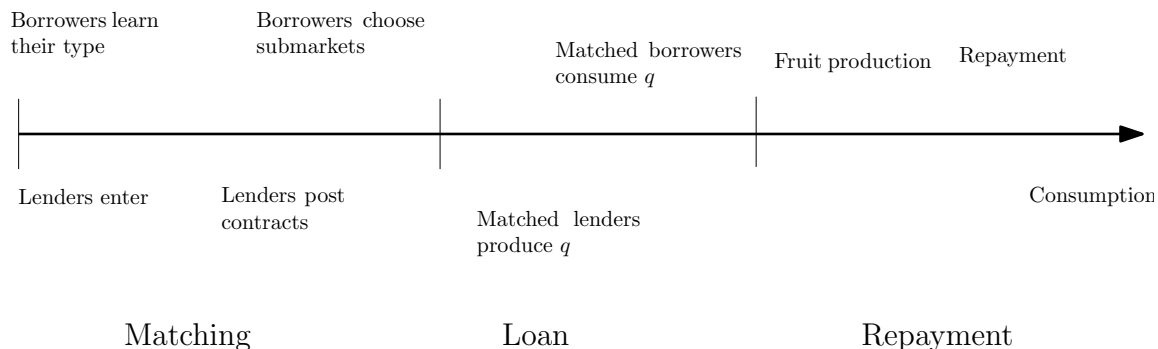 Borrowers learn
their type
Borrowers choose
submarkets
Matched borrowers
consume q
Fruit production
Repayment
Lenders enter
Lenders post
contracts
Matched lenders
produce q
Consumption
Matching
Loan
Repayment